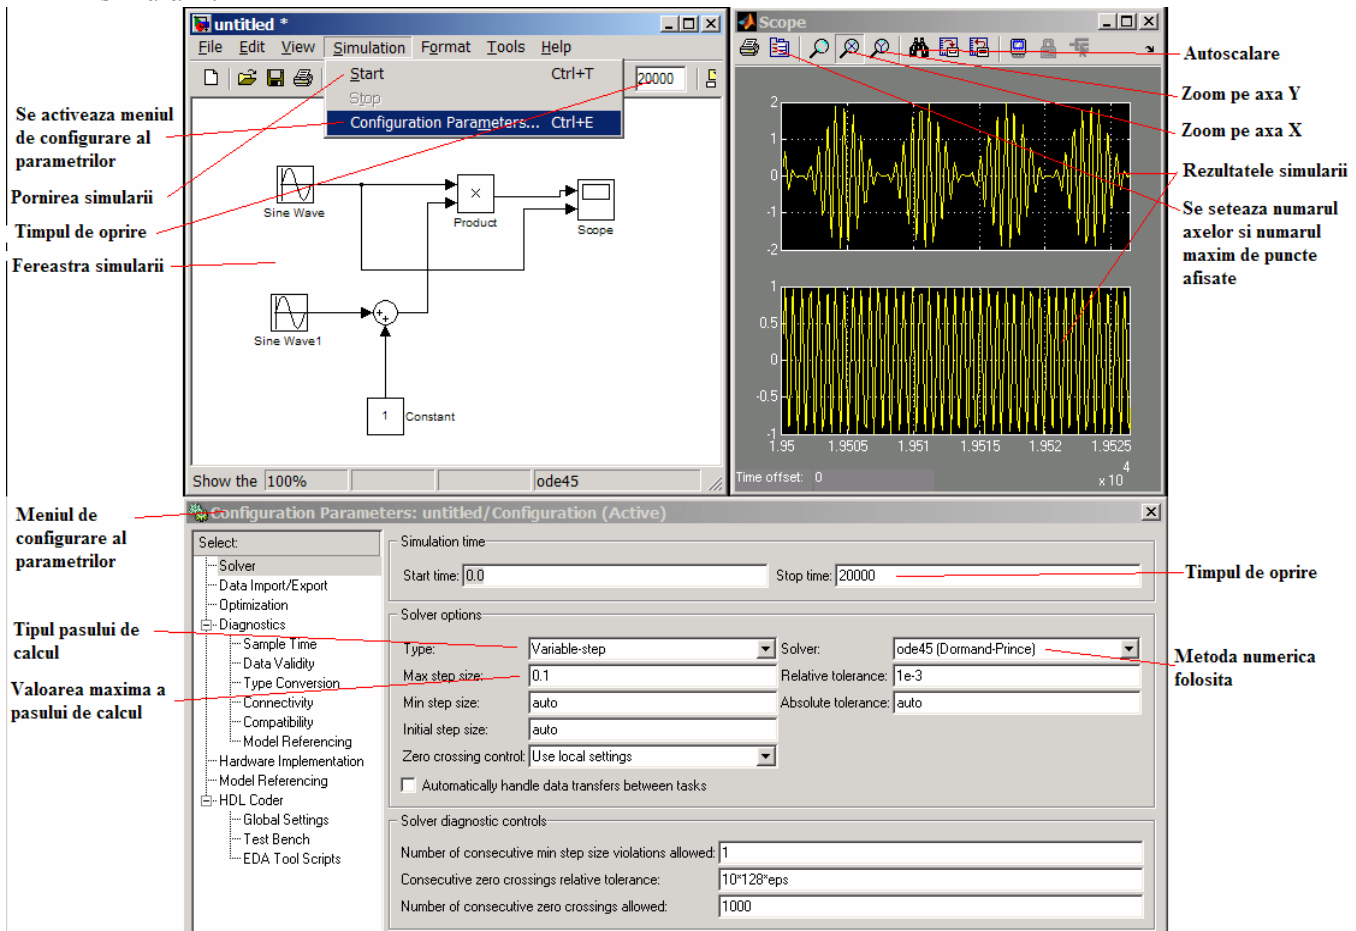 untitled *
File Edit View Simulation Format Tools Help
20000
Start Ctrl+T
Stop
Configuration Parameters... Ctrl+E
Sine Wave
Product
Scope
Sine Wave1
1
Constant
Show the 100% ode45
Se activeaza meniul
de configurare al
parametrilor
Pornirea simularii
Timpul de oprire
Fereastra simularii
Scope
2
1
0
-1
-2
1
0.5
0
-0.5
-1
1.95 1.9505 1.951 1.9515 1.952 1.9525
x 10⁴
Time offset: 0
Autoscalare
Zoom pe axa Y
Zoom pe axa X
Rezultatele simularii
Se seteaza numarul
axelor si numarul
maxim de puncte
afisate
Meniul de
configurare al
parametrilor
Tipul pasului de
calcul
Valoarea maxima a
pasului de calcul
Configuration Parameters: untitled/Configuration (Active)
Select:
Solver
Data Import/Export
Optimization
Diagnostics
Sample Time
Data Validity
Type Conversion
Connectivity
Compatibility
Model Referencing
Hardware Implementation
Model Referencing
HDL Coder
Global Settings
Test Bench
EDA Tool Scripts
Simulation time
Start time: 0.0 Stop time: 20000
Solver options
Type: Variable-step Solver: ode45 (Dormand-Prince)
Max step size: 0.1 Relative tolerance: 1e-3
Min step size: auto Absolute tolerance: auto
Initial step size: auto
Zero crossing control: Use local settings
Automatically handle data transfers between tasks
Solver diagnostic controls
Number of consecutive min step size violations allowed: 1
Consecutive zero crossings relative tolerance: 10*128*eps
Number of consecutive zero crossings allowed: 1000
Timpul de oprire
Metoda numerica
folosita